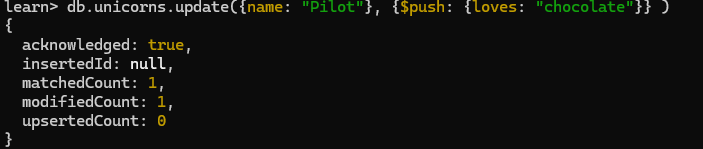 learn> db.unicorns.update({name: "Pilot"}, {$push: {loves: "chocolate"}} )
{
  acknowledged: true,
  insertedId: null,
  matchedCount: 1,
  modifiedCount: 1,
  upsertedCount: 0
}